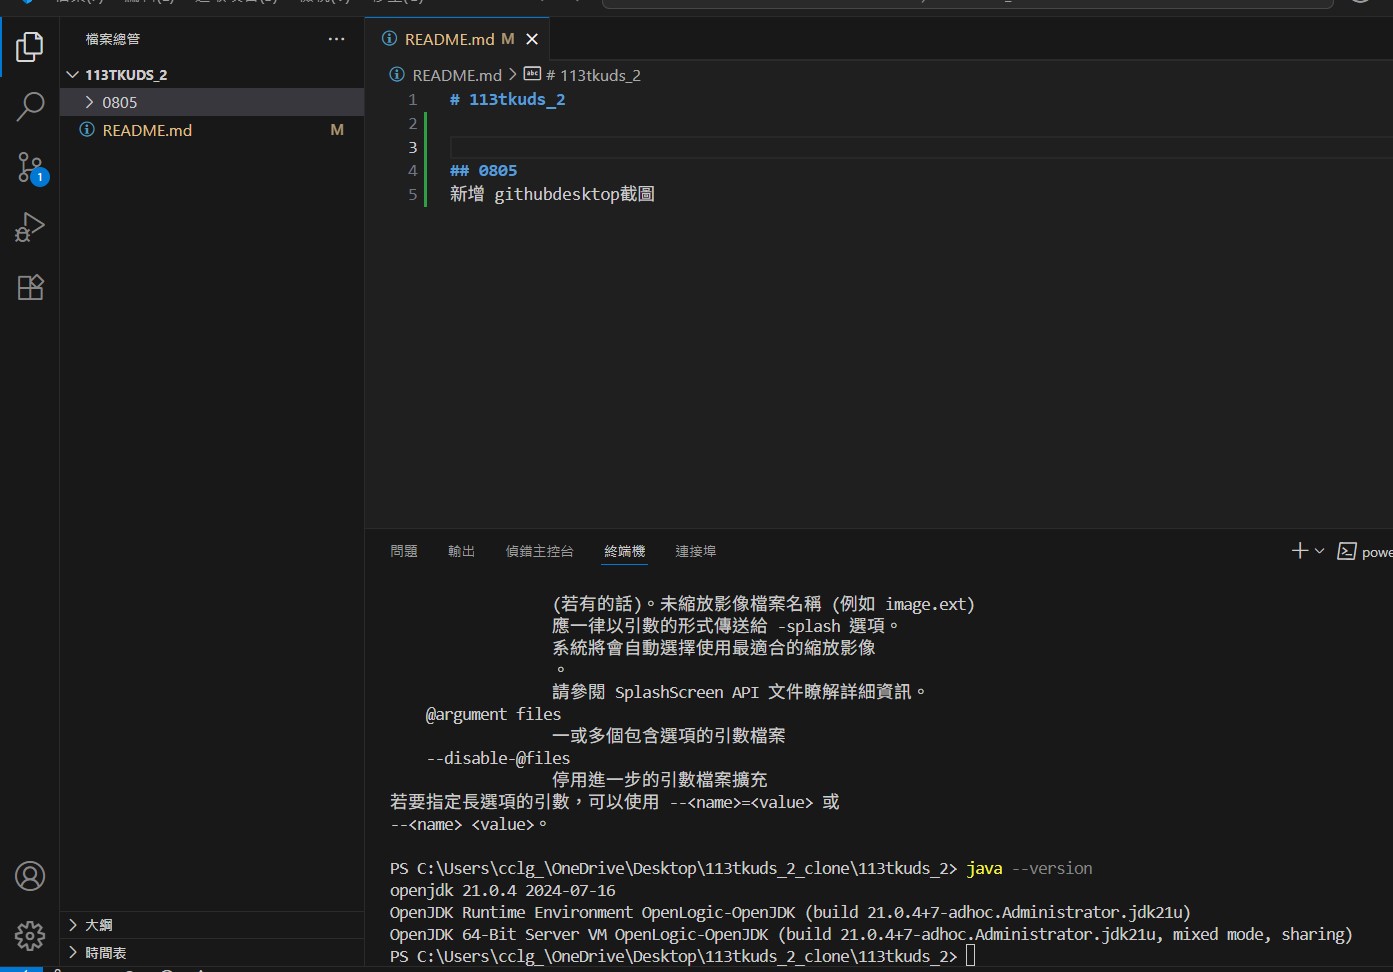 檔案總管
113TKUDS_2
0805
README.md M
README.md M
README.md > # 113tkuds_2
1 # 113tkuds_2
2
3
4 ## 0805
5 新增 githubdesktop截圖
1
問題 輸出 偵錯主控台 終端機 連接埠
(若有的話)。未縮放影像檔案名稱 (例如 image.ext)
應一律以引數的形式傳送給 -splash 選項。
系統將會自動選擇使用最適合的縮放影像
。
請參閱 SplashScreen API 文件瞭解詳細資訊。
@argument files
一或多個包含選項的引數檔案
--disable-@files
停用進一步的引數檔案擴充
若要指定長選項的引數，可以使用 --<name>=<value> 或
--<name> <value>。
PS C:\Users\cclg_\OneDrive\Desktop\113tkuds_2_clone\113tkuds_2> java --version
openjdk 21.0.4 2024-07-16
OpenJDK Runtime Environment OpenLogic-OpenJDK (build 21.0.4+7-adhoc.Administrator.jdk21u)
OpenJDK 64-Bit Server VM OpenLogic-OpenJDK (build 21.0.4+7-adhoc.Administrator.jdk21u, mixed mode, sharing)
PS C:\Users\cclg_\OneDrive\Desktop\113tkuds_2_clone\113tkuds_2>
大綱
時間表